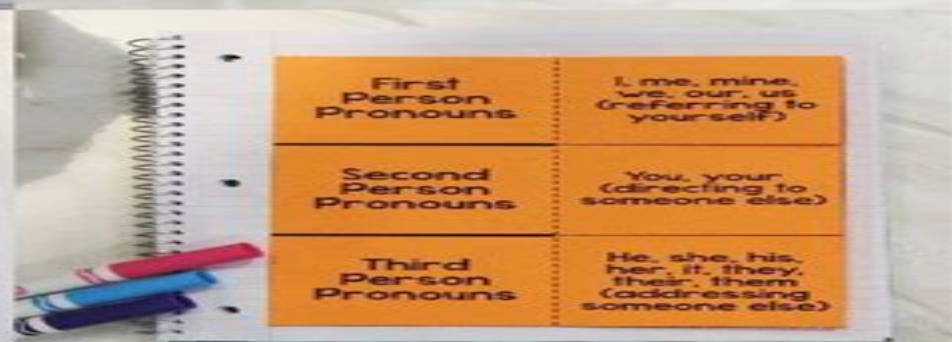 First
Person
Pronouns
I, me, mine,
we, our, us
(referring to
yourself)
Second
Person
Pronouns
You, your
(directing to
someone else)
Third
Person
Pronouns
He, she, his,
her, it, they,
their, them
(addressing
someone else)